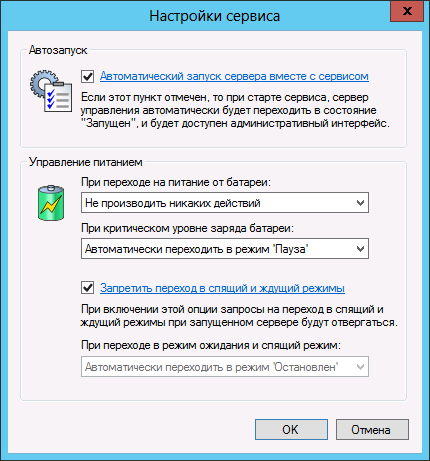 Настройки сервиса
Автозапуск
Автоматический запуск сервера вместе с сервисом
Если этот пункт отмечен, то при старте сервиса, сервер
управления автоматически будет переходить в состояние
"Запущен", и будет доступен административный интерфейс.
Управление питанием
При переходе на питание от батареи:
Не производить никаких действий
При критическом уровне заряда батареи:
Автоматически переходить в режим 'Пауза'
Запретить переход в спящий и ждущий режимы
При включении этой опции запросы на переход в спящий и
ждущий режимы при запущенном сервере будут отвергаться.
При переходе в режим ожидания и спящий режим:
Автоматически переходить в режим 'Остановлен'
OK
Отмена